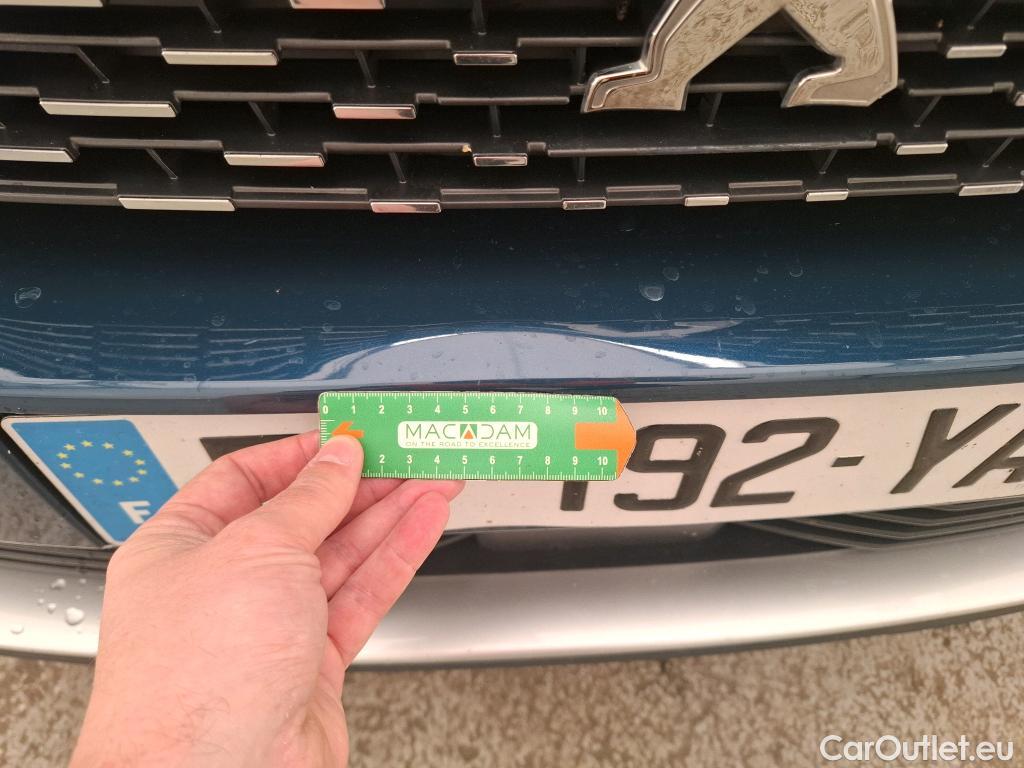 0 1 2 3 4 5 6 7 8 9 10
MACADAM
ON THE ROAD TO EXCELLENCE
2 3 4 5 6 7 8 9 10
192-YA
F
CarOutlet.eu